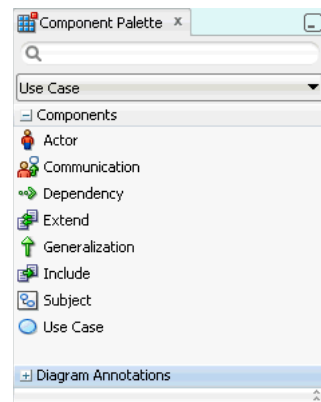 Component Palette
Use Case
Components
Actor
Communication
Dependency
Extend
Generalization
Include
Subject
Use Case
Diagram Annotations